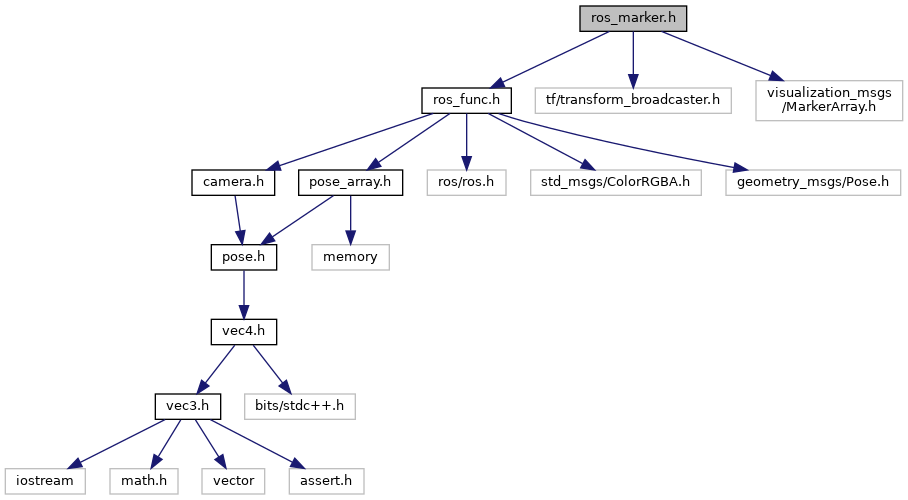 ros_marker.h
ros_func.h
tf/transform_broadcaster.h
visualization_msgs
/MarkerArray.h
camera.h
pose_array.h
ros/ros.h
std_msgs/ColorRGBA.h
geometry_msgs/Pose.h
pose.h
memory
vec4.h
vec3.h
bits/stdc++.h
iostream
math.h
vector
assert.h